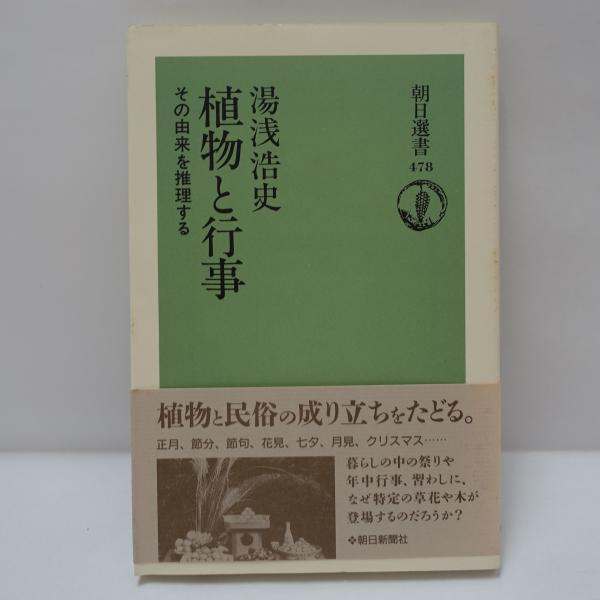 朝日選書
478
湯浅浩史
植物と行事
その由来を推理する
植物と民俗の成り立ちをたどる。
正月、節分、節句、花見、七夕、月見、クリスマス……
暮らしの中の祭りや
年中行事、習わしに、
なぜ特定の草花や木が
登場するのだろうか?
朝日新聞社